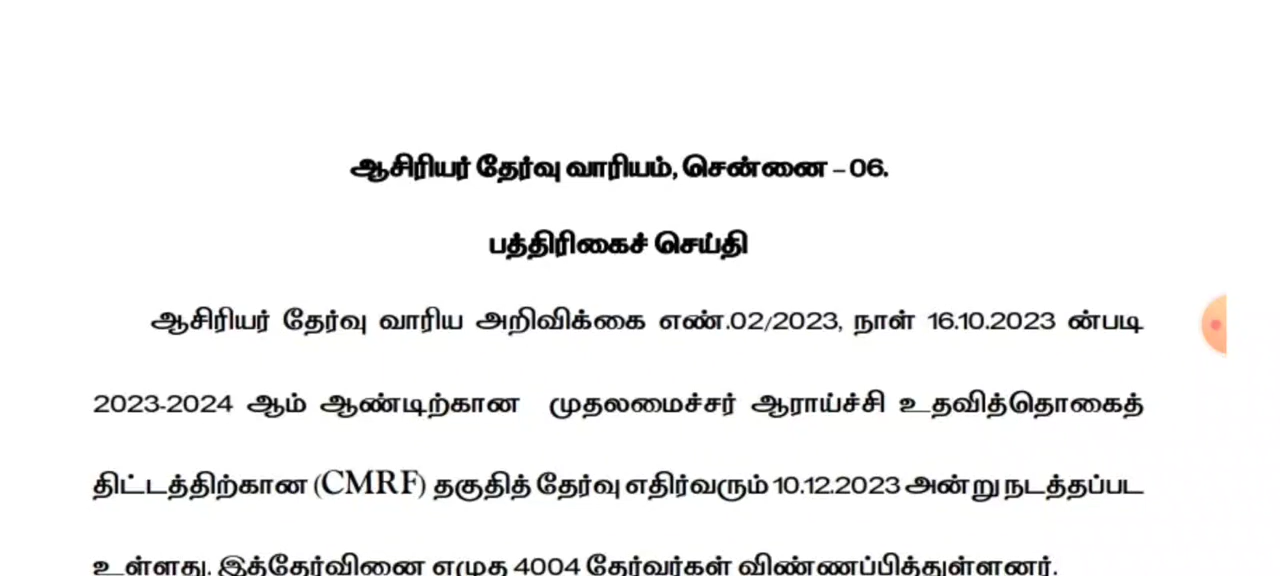 ஆசிரியர் தேர்வு வாரியம், சென்னை – 06.
பத்திரிகைச் செய்தி
ஆசிரியர் தேர்வு வாரிய அறிவிக்கை எண்.02/2023, நாள் 16.10.2023 ன்படி
2023-2024 ஆம் ஆண்டிற்கான முதலமைச்சர் ஆராய்ச்சி உதவித்தொகைத்
திட்டத்திற்கான (CMRF) தகுதித் தேர்வு எதிர்வரும் 10.12.2023 அன்று நடத்தப்பட
உள்ளது. இத்தேர்வினை எழுத 4004 தேர்வர்கள் விண்ணப்பித்துள்ளனர்.